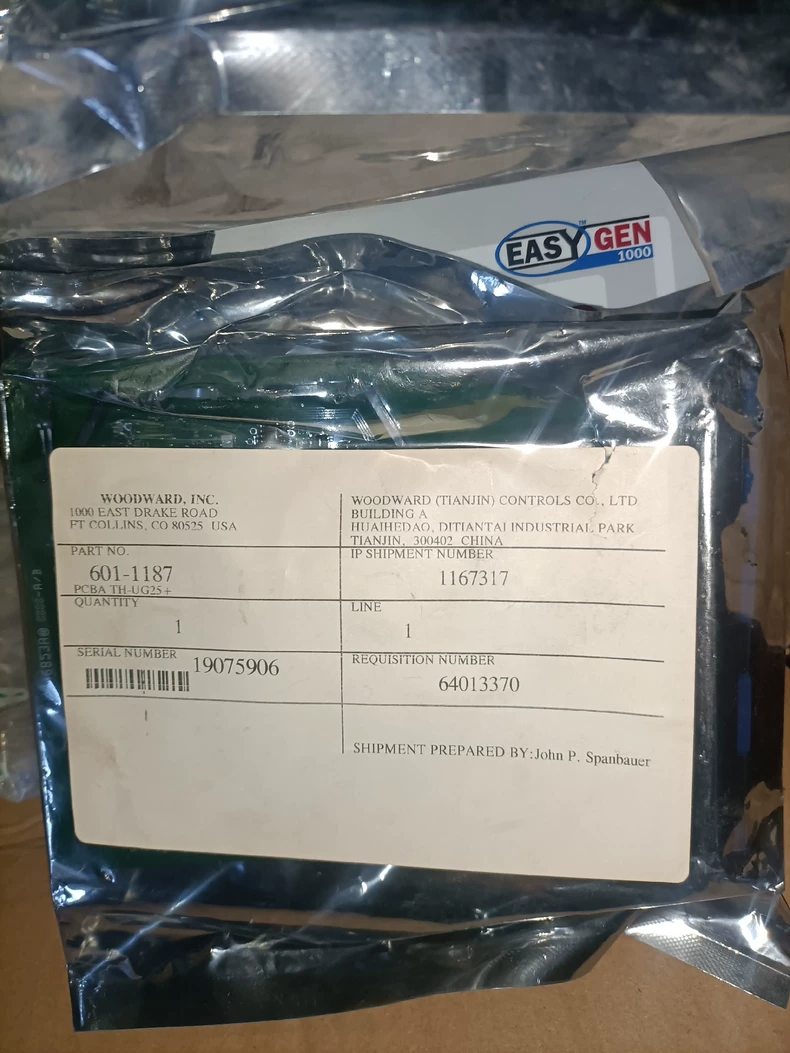 EASY™ GEN
1000
WOODWARD, INC.
1000 EAST DRAKE ROAD
FT COLLINS, CO 80525 USA
WOODWARD (TIANJIN) CONTROLS CO., LTD
BUILDING A
HUAIHEDAO, DITIANTAI INDUSTRIAL PARK
TIANJIN, 300402 CHINA
PART NO.
601-1187
PCBA TH-UG25+
IP SHIPMENT NUMBER
1167317
QUANTITY
1
LINE
1
SERIAL NUMBER
19075906
REQUISITION NUMBER
64013370
SHIPMENT PREPARED BY:John P. Spanbauer